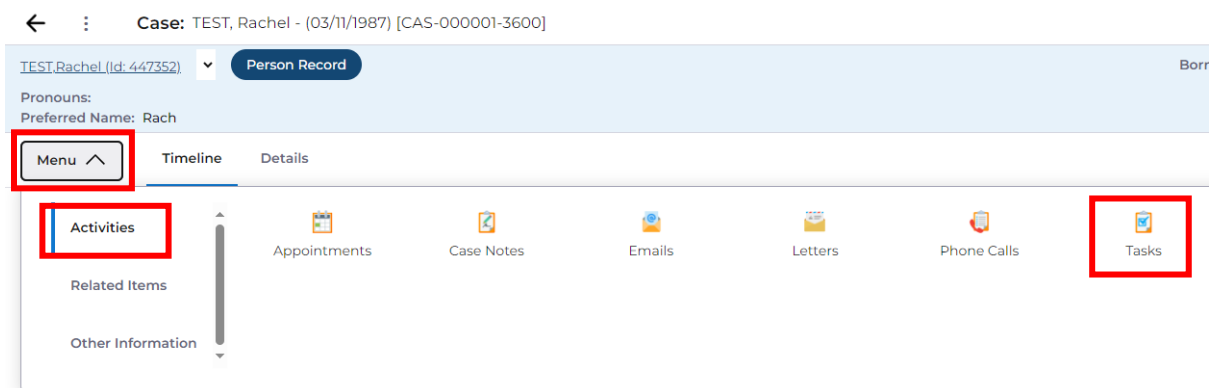 Case: TEST, Rachel - (03/11/1987) [CAS-000001-3600]
TEST,Rachel (Id: 447352) Person Record Born
Pronouns:
Preferred Name: Rach
Menu Timeline Details
Activities
Appointments Case Notes Emails Letters Phone Calls Tasks
Related Items
Other Information